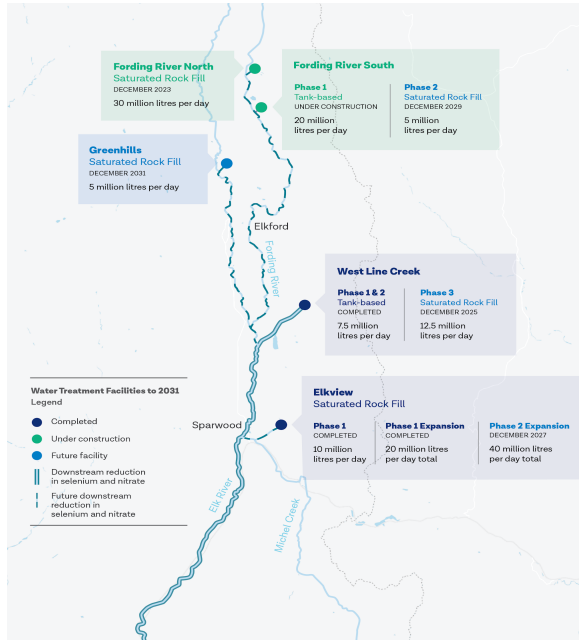 Fording River North
Saturated Rock Fill
DECEMBER 2023
30 million litres per day
Fording River South
Phase 1
Tank-based
UNDER CONSTRUCTION
20 million
litres per day
Phase 2
Saturated Rock Fill
DECEMBER 2029
5 million
litres per day
Greenhills
Saturated Rock Fill
DECEMBER 2031
5 million litres per day
Elkford
Fording River
West Line Creek
Phase 1 & 2
Tank-based
COMPLETED
7.5 million
litres per day
Phase 3
Saturated Rock Fill
DECEMBER 2025
12.5 million
litres per day
Elkview
Saturated Rock Fill
Phase 1
COMPLETED
10 million
litres per day
Phase 1 Expansion
COMPLETED
20 million litres
per day total
Phase 2 Expansion
DECEMBER 2027
40 million litres
per day total
Sparwood
Elk River
Michel Creek
Water Treatment Facilities to 2031
Legend
Completed
Under construction
Future facility
Downstream reduction
in selenium and nitrate
Future downstream
reduction in
selenium and nitrate